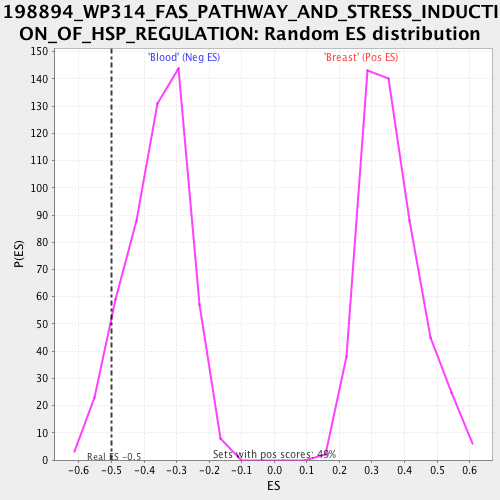 198894_WP314_FAS_PATHWAY_AND_STRESS_INDUCTI
ON_OF_HSP_REGULATION: Random ES distribution
'Blood' (Neg ES)
'Breast' (Pos ES)
150
140
130
120
110
100
90
80
70
60
50
40
30
20
10
0
P(ES)
Real ES -0.5
Sets with pos scores: 49%
-0.6 -0.5 -0.4 -0.3 -0.2 -0.1 0.0 0.1 0.2 0.3 0.4 0.5 0.6
ES